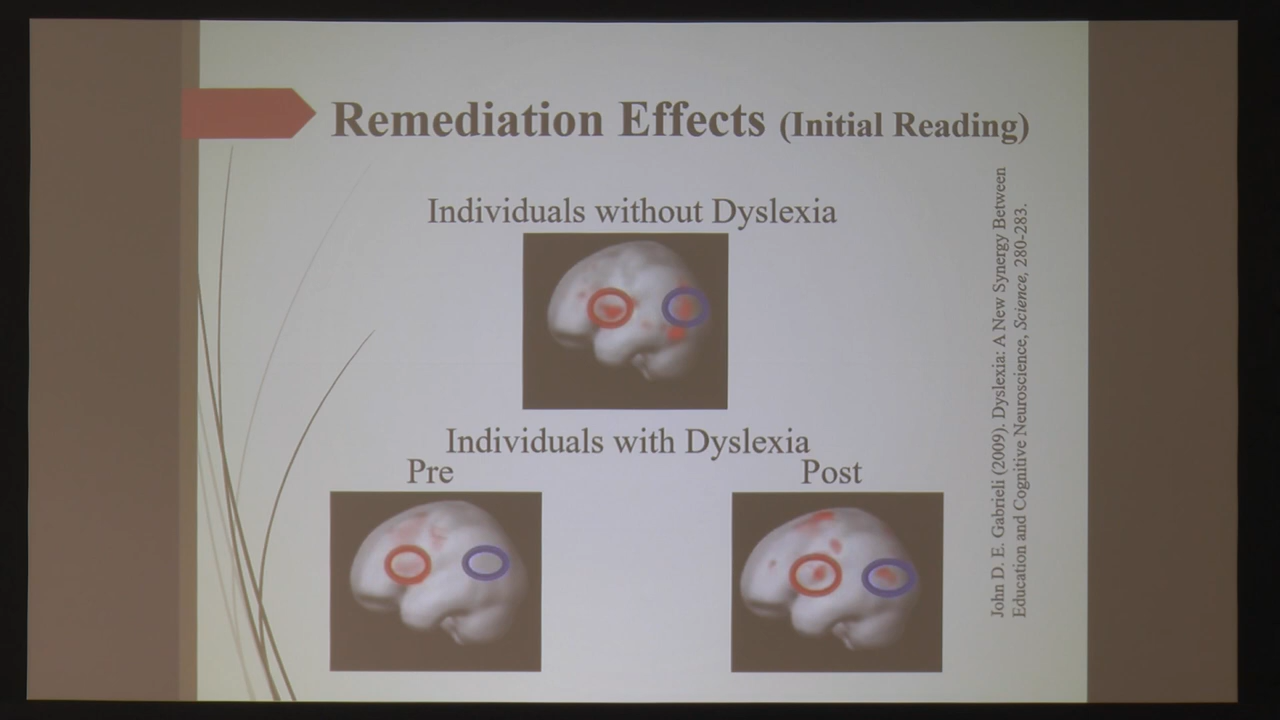 Remediation Effects (Initial Reading)
Individuals without Dyslexia
Individuals with Dyslexia
Pre
Post
John D. E. Gabrieli (2009). Dyslexia: A New Synergy Between
Education and Cognitive Neuroscience, Science, 280-283.